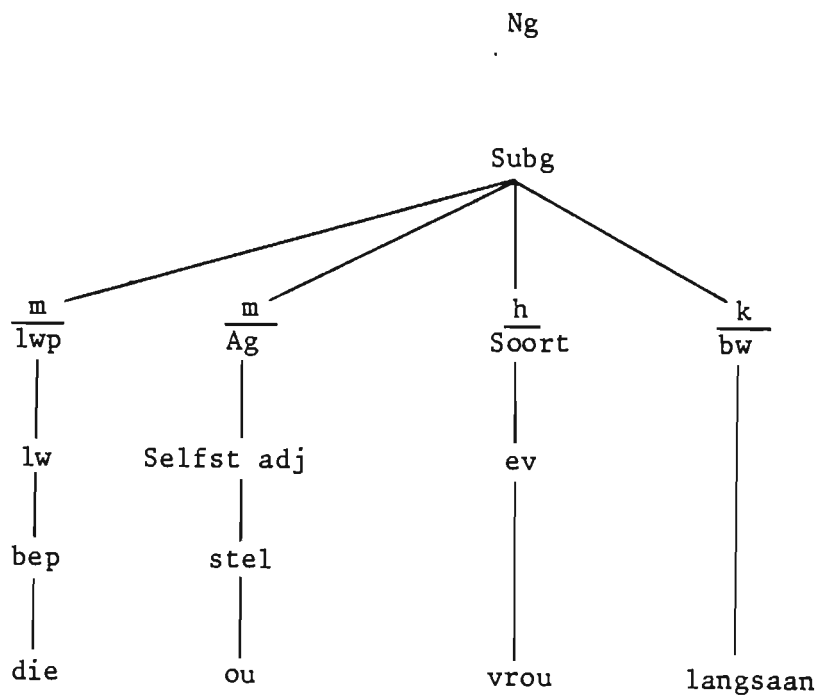 Ng
Subg
m m h k
lwp Ag Soort bw
lw Selfst adj ev
bep stel
die ou vrou langsaan